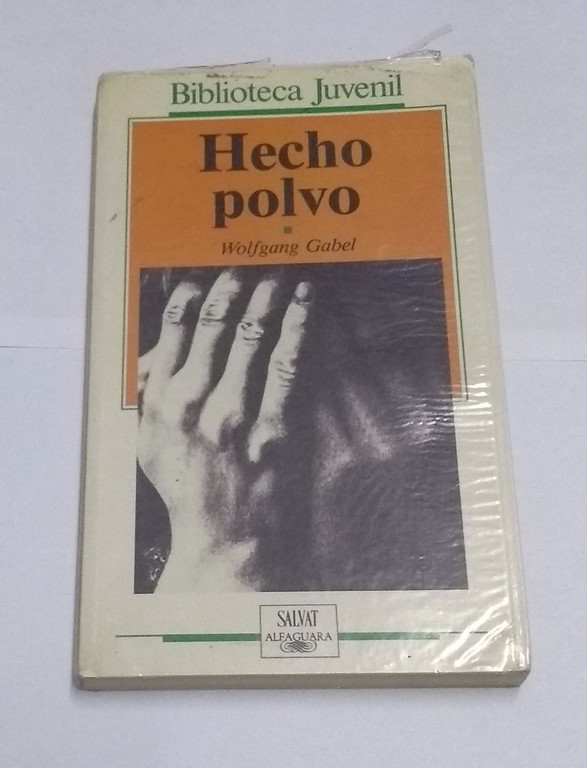 Biblioteca Juvenil
Hecho
polvo
Wolfgang Gabel
SALVAT
ALFAGUARA